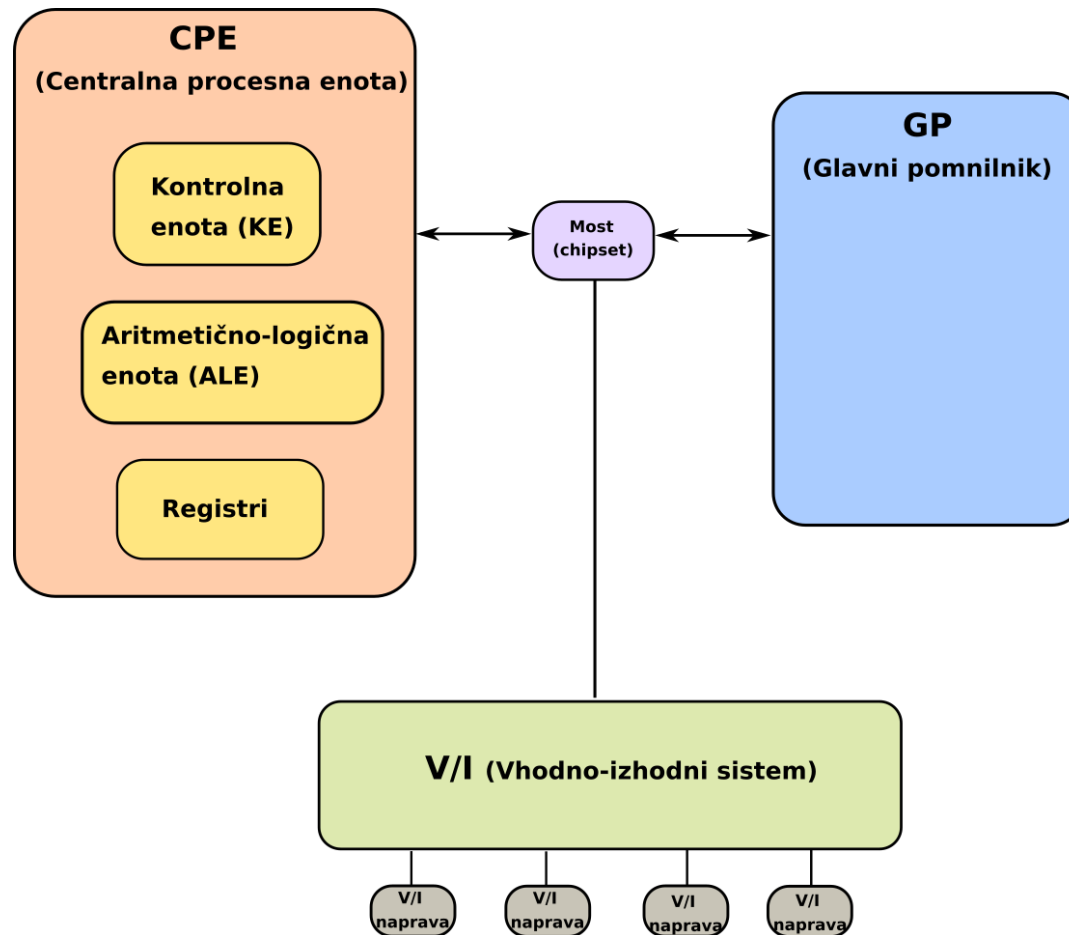 CPE
(Centralna procesna enota)
Kontrolna
enota (KE)
Aritmetično-logična
enota (ALE)
Registri
Most
(chipset)
GP
(Glavni pomnilnik)
V/I (Vhodno-izhodni sistem)
V/I
naprava
V/I
naprava
V/I
naprava
V/I
naprava